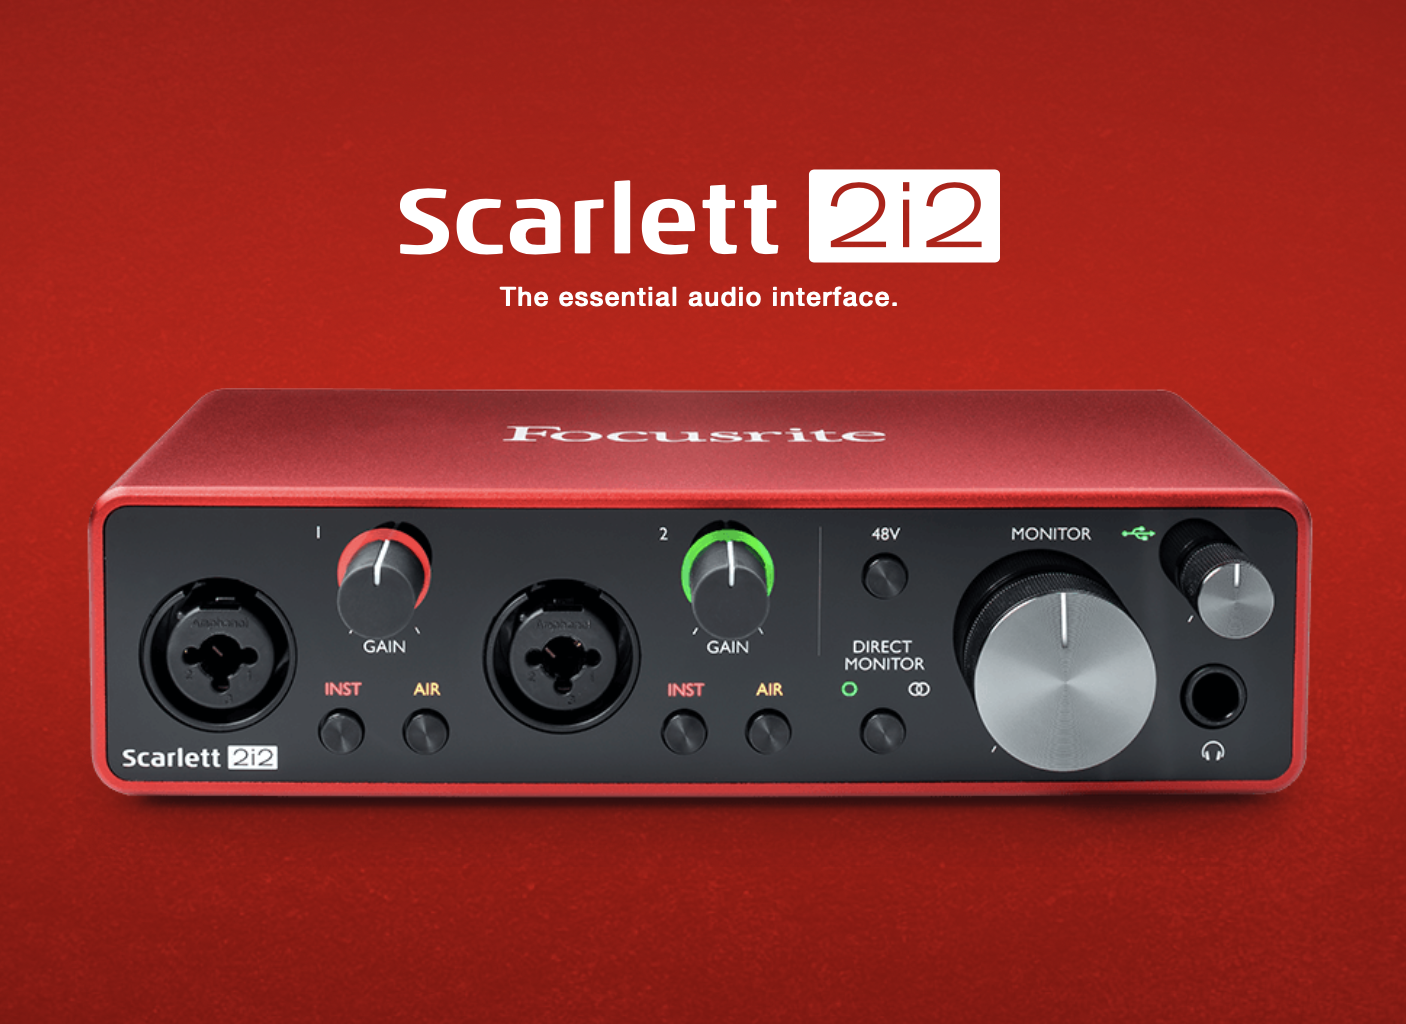 Scarlett 2i2
The essential audio interface.
Focusrite
1
2
48V
MONITOR
GAIN
GAIN
DIRECT
MONITOR
INST
AIR
INST
AIR
Scarlett 2i2